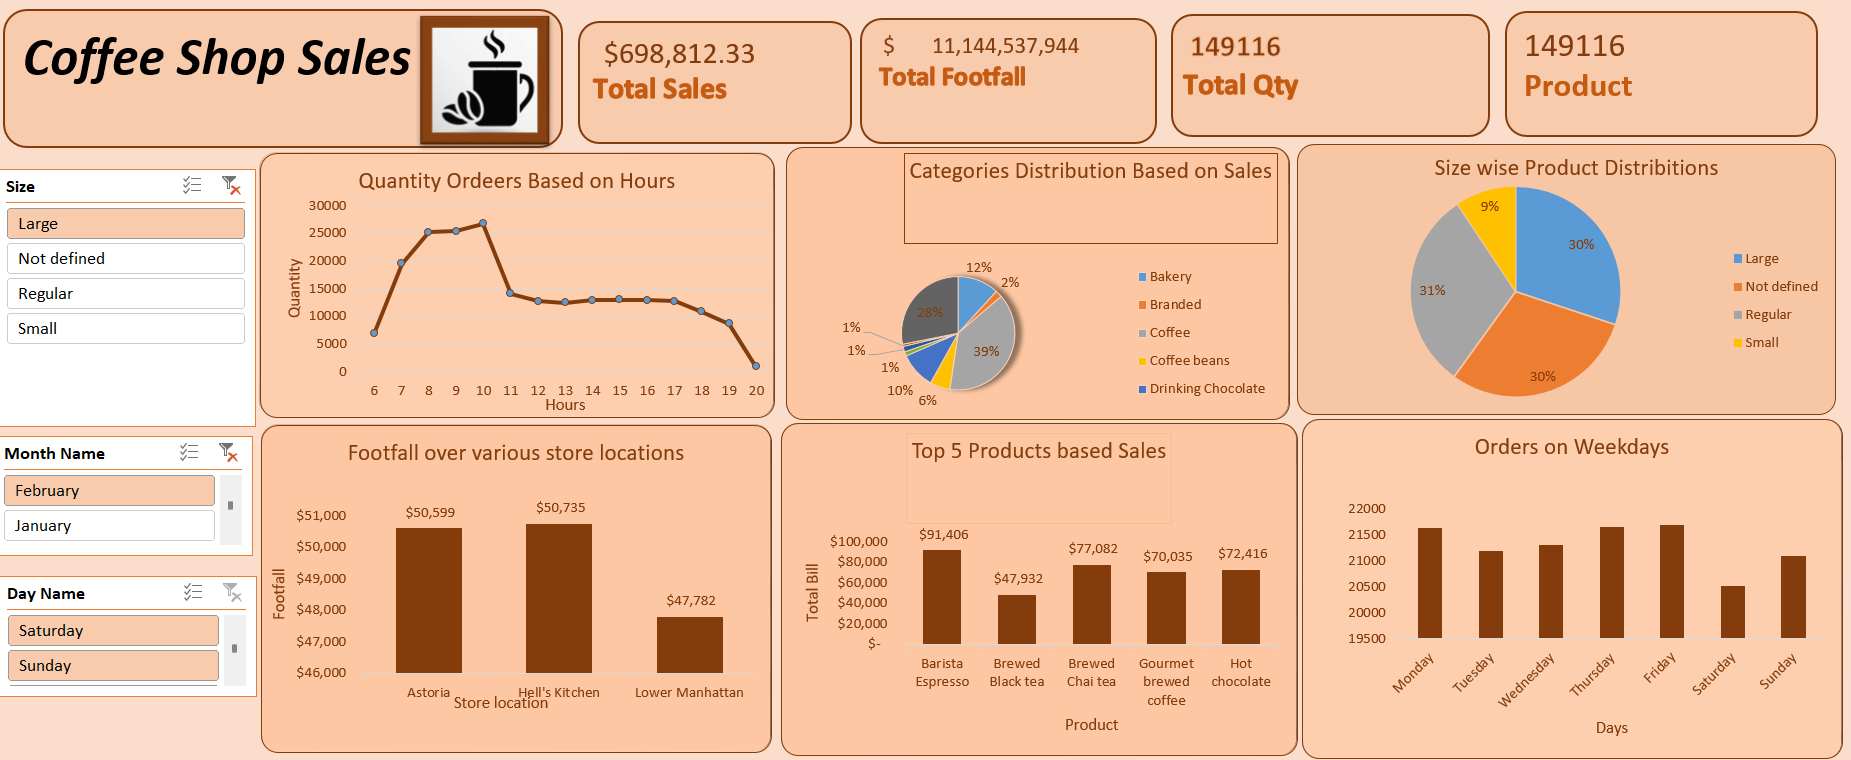 Coffee Shop Sales
$698,812.33
Total Sales
$ 11,144,537,944
Total Footfall
149116
Total Qty
149116
Product
Size
Large
Not defined
Regular
Small
Month Name
February
January
Day Name
Saturday
Sunday
Quantity Ordeers Based on Hours
Quantity
30000
25000
20000
15000
10000
5000
0
6 7 8 9 10 11 12 13 14 15 16 17 18 19 20
Hours
Categories Distribution Based on Sales
12%
2%
39%
6%
10%
1%
1%
1%
28%
Bakery
Branded
Coffee
Coffee beans
Drinking Chocolate
Size wise Product Distribitions
30%
30%
31%
9%
Large
Not defined
Regular
Small
Footfall over various store locations
Footfall
$51,000
$50,000
$49,000
$48,000
$47,000
$46,000
$50,599
$50,735
$47,782
Astoria Hell's Kitchen Lower Manhattan
Store location
Top 5 Products based Sales
Total Bill
$100,000
$80,000
$60,000
$40,000
$20,000
$-
$91,406
$47,932
$77,082
$70,035
$72,416
Barista
Espresso
Brewed
Black tea
Brewed
Chai tea
Gourmet
brewed
coffee
Hot
chocolate
Product
Orders on Weekdays
22000
21500
21000
20500
20000
19500
Monday
Tuesday
Wednesday
Thursday
Friday
Saturday
Sunday
Days